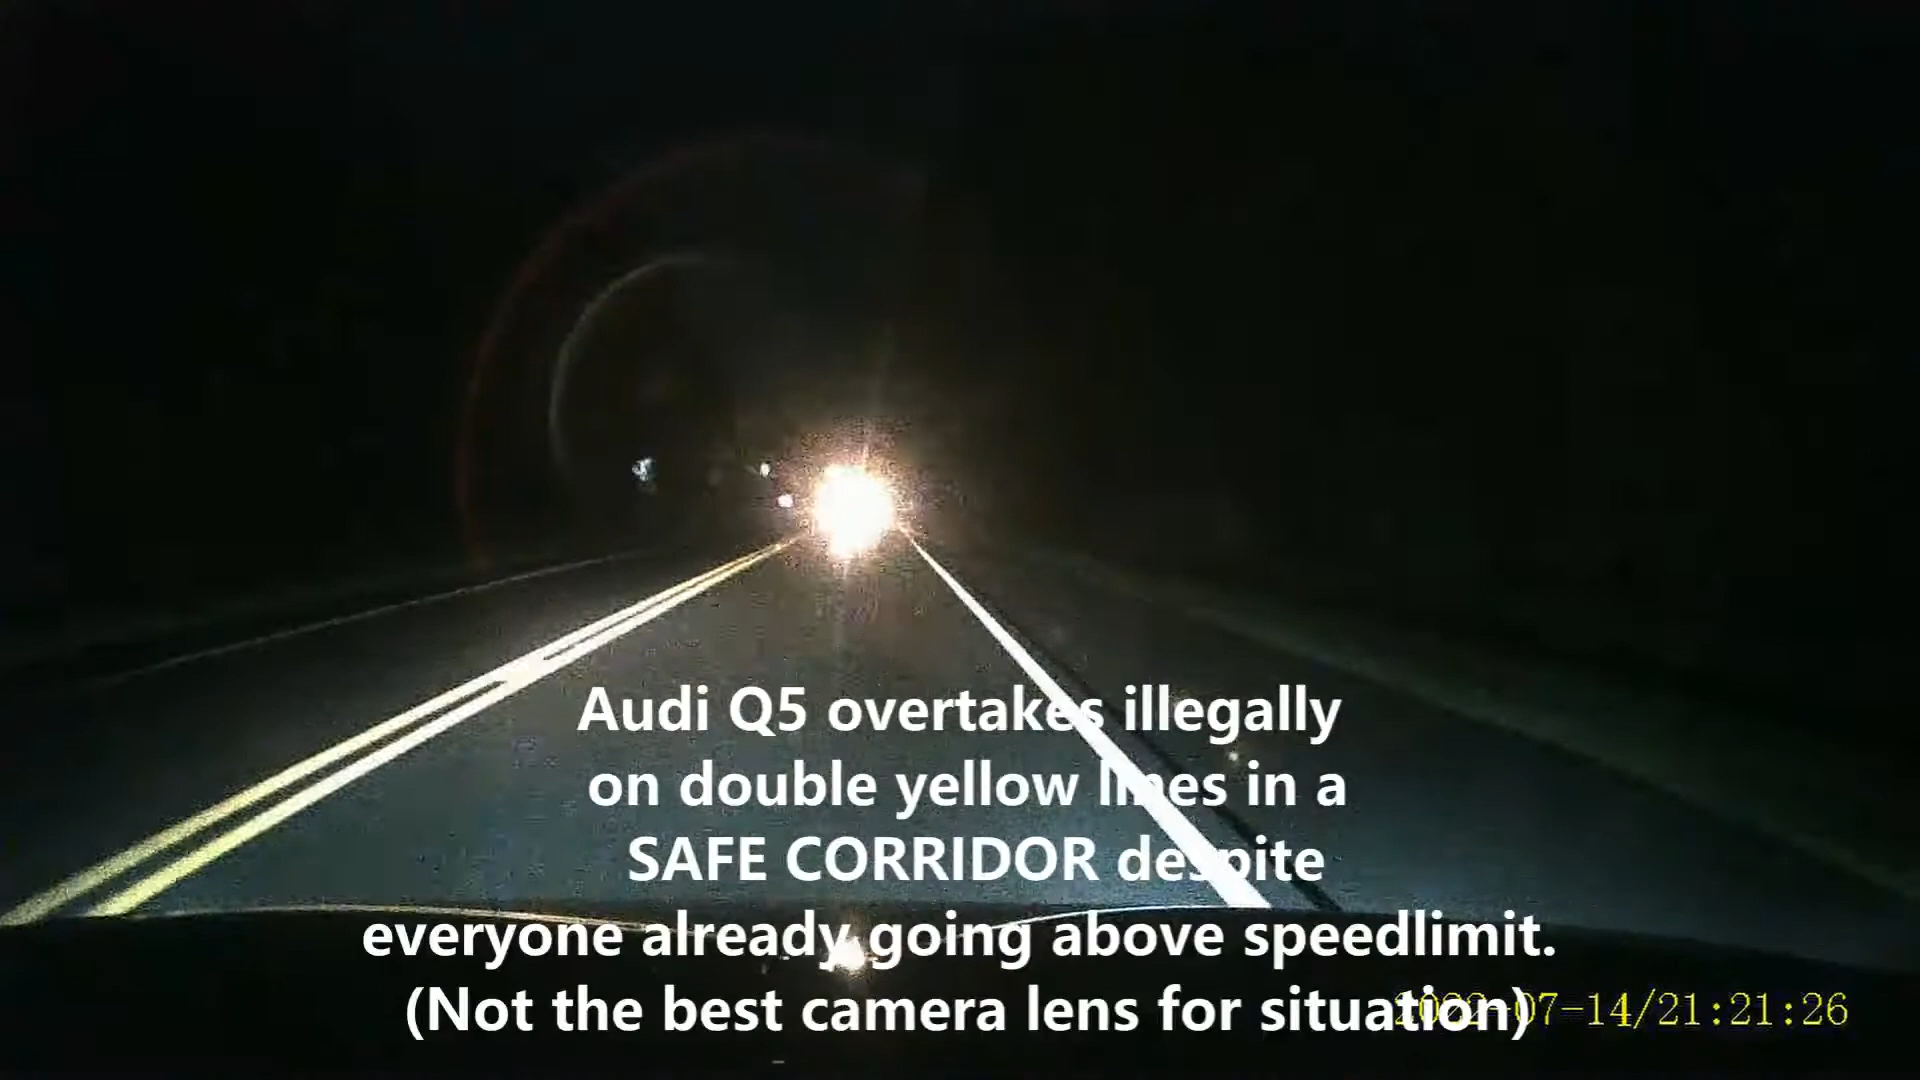 Audi Q5 overtakes illegally
on double yellow lines in a
SAFE CORRIDOR despite
everyone already going above speedlimit.
(Not the best camera lens for situation)
2022-07-14/21:21:26